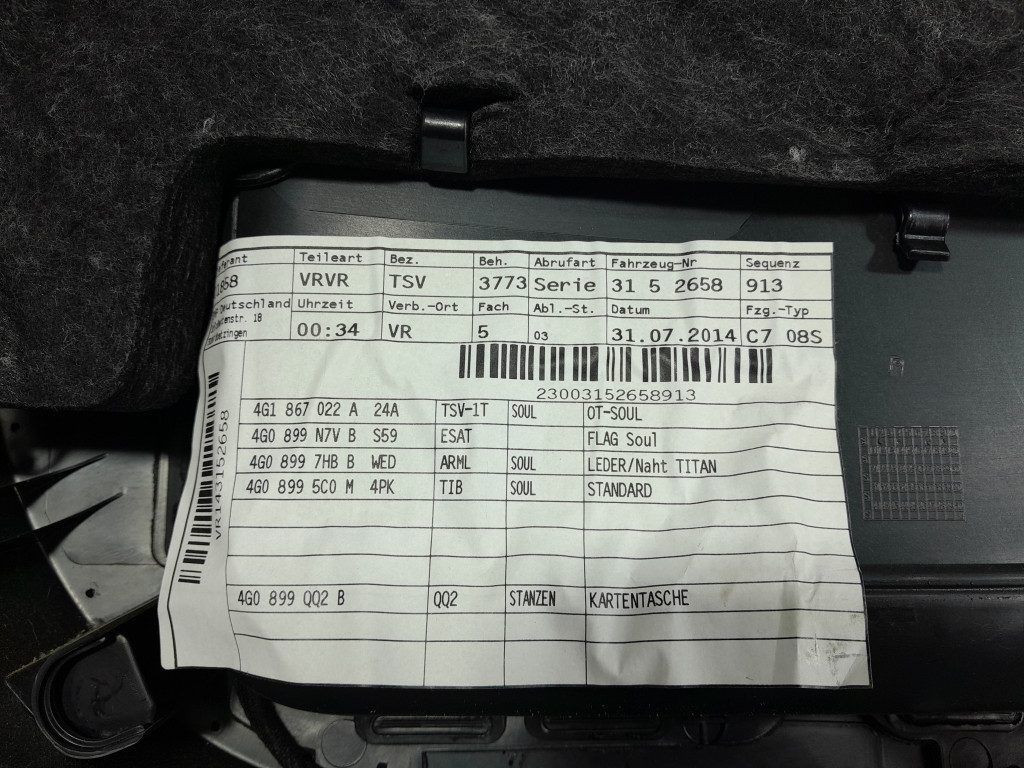 Teileart Bez. Beh. Abrufart Fahrzeug-Nr Sequenz
VRVR TSV 3773 Serie 31 5 2658 913
Deutschland Uhrzeit Verb.-Ort Fach Abl.-St. Datum Fzg.-Typ
00:34 VR 5 03 31.07.2014 C7 08S
23003152658913
VR143152658
4G1 867 022 A 24A TSV-1T SOUL OT-SOUL
4G0 899 N7V B S59 ESAT FLAG Soul
4G0 899 7HB B WED ARML SOUL LEDER/Naht TITAN
4G0 899 5C0 M 4PK TIB SOUL STANDARD
4G0 899 QQ2 B QQ2 STANZEN KARTENTASCHE